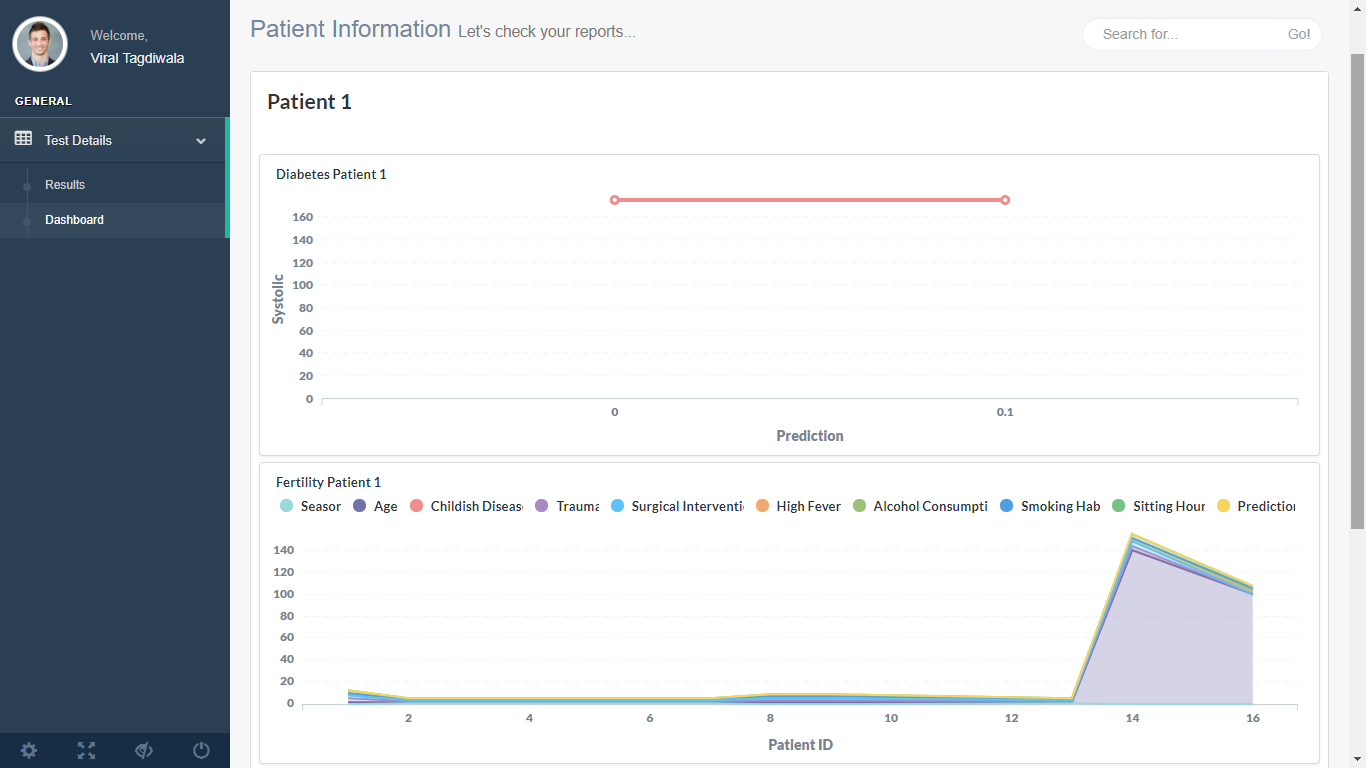 Welcome,
Viral Tagdiwala
GENERAL
Test Details
Results
Dashboard
Patient Information Let's check your reports...
Search for... Go!
Patient 1
Diabetes Patient 1
160
140
120
100
80
60
40
20
0
Systollic
0 0.1
Prediction
Fertility Patient 1
Seasor Age Childish Diseas Trauma Surgical Interventi High Fever Alcohol Consumpti Smoking Hab Sitting Hour Prediction
140
120
100
80
60
40
20
0
2 4 6 8 10 12 14 16
Patient ID